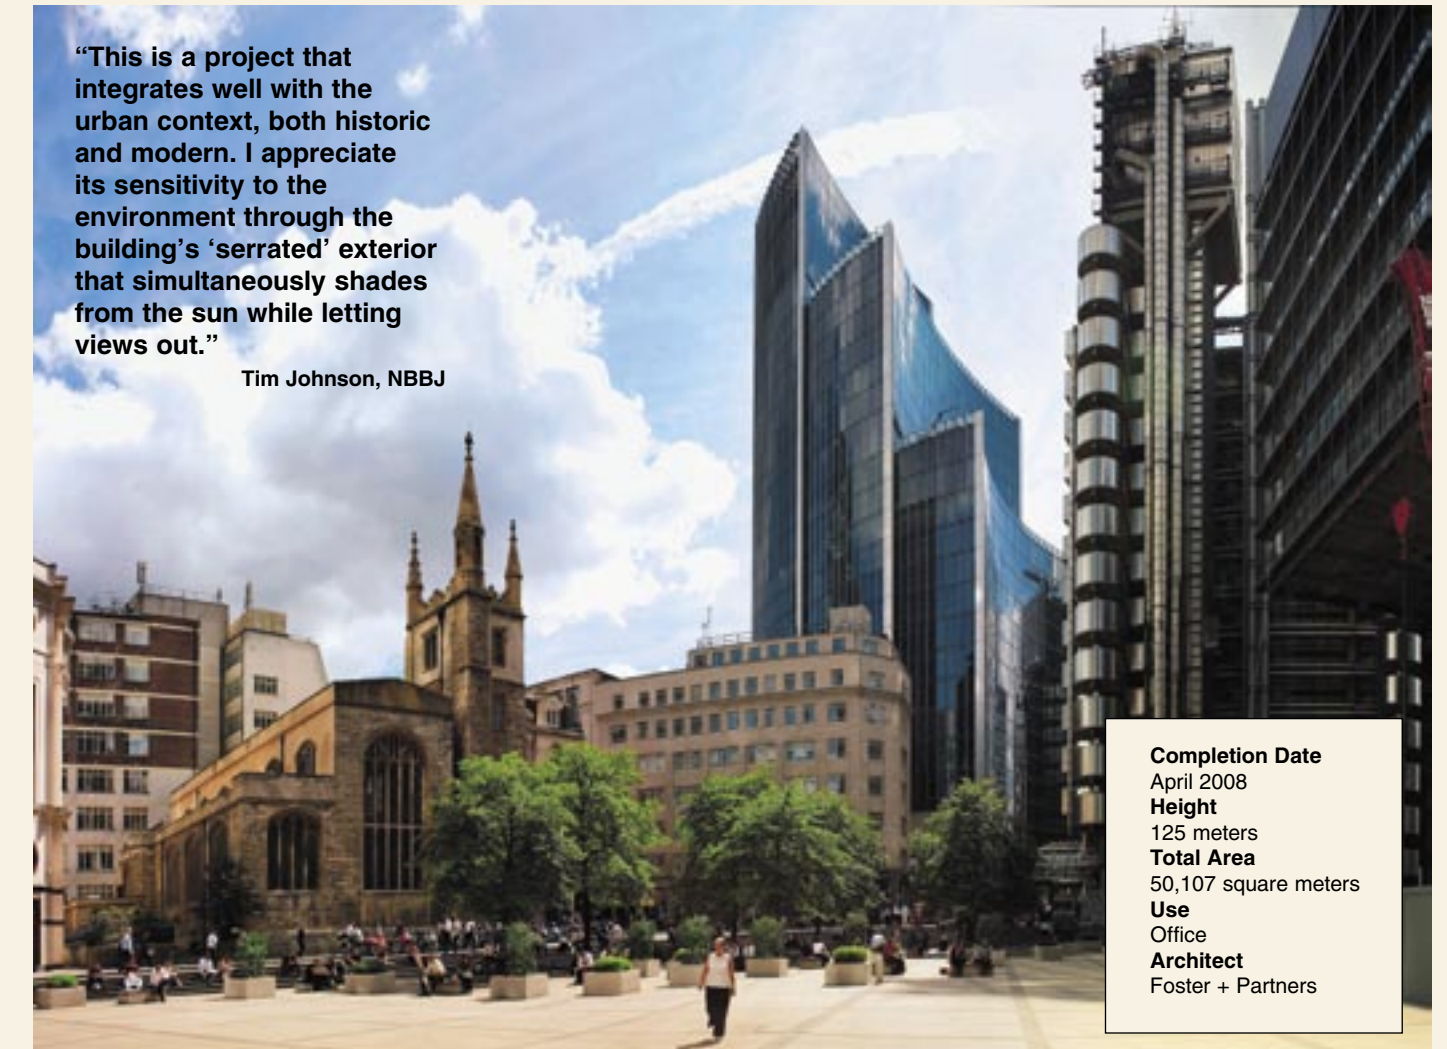 “This is a project that
integrates well with the
urban context, both historic
and modern. I appreciate
its sensitivity to the
environment through the
building’s ‘serrated’ exterior
that simultaneously shades
from the sun while letting
views out.”
Tim Johnson, NBBJ
Completion Date
April 2008
Height
125 meters
Total Area
50,107 square meters
Use
Office
Architect
Foster + Partners